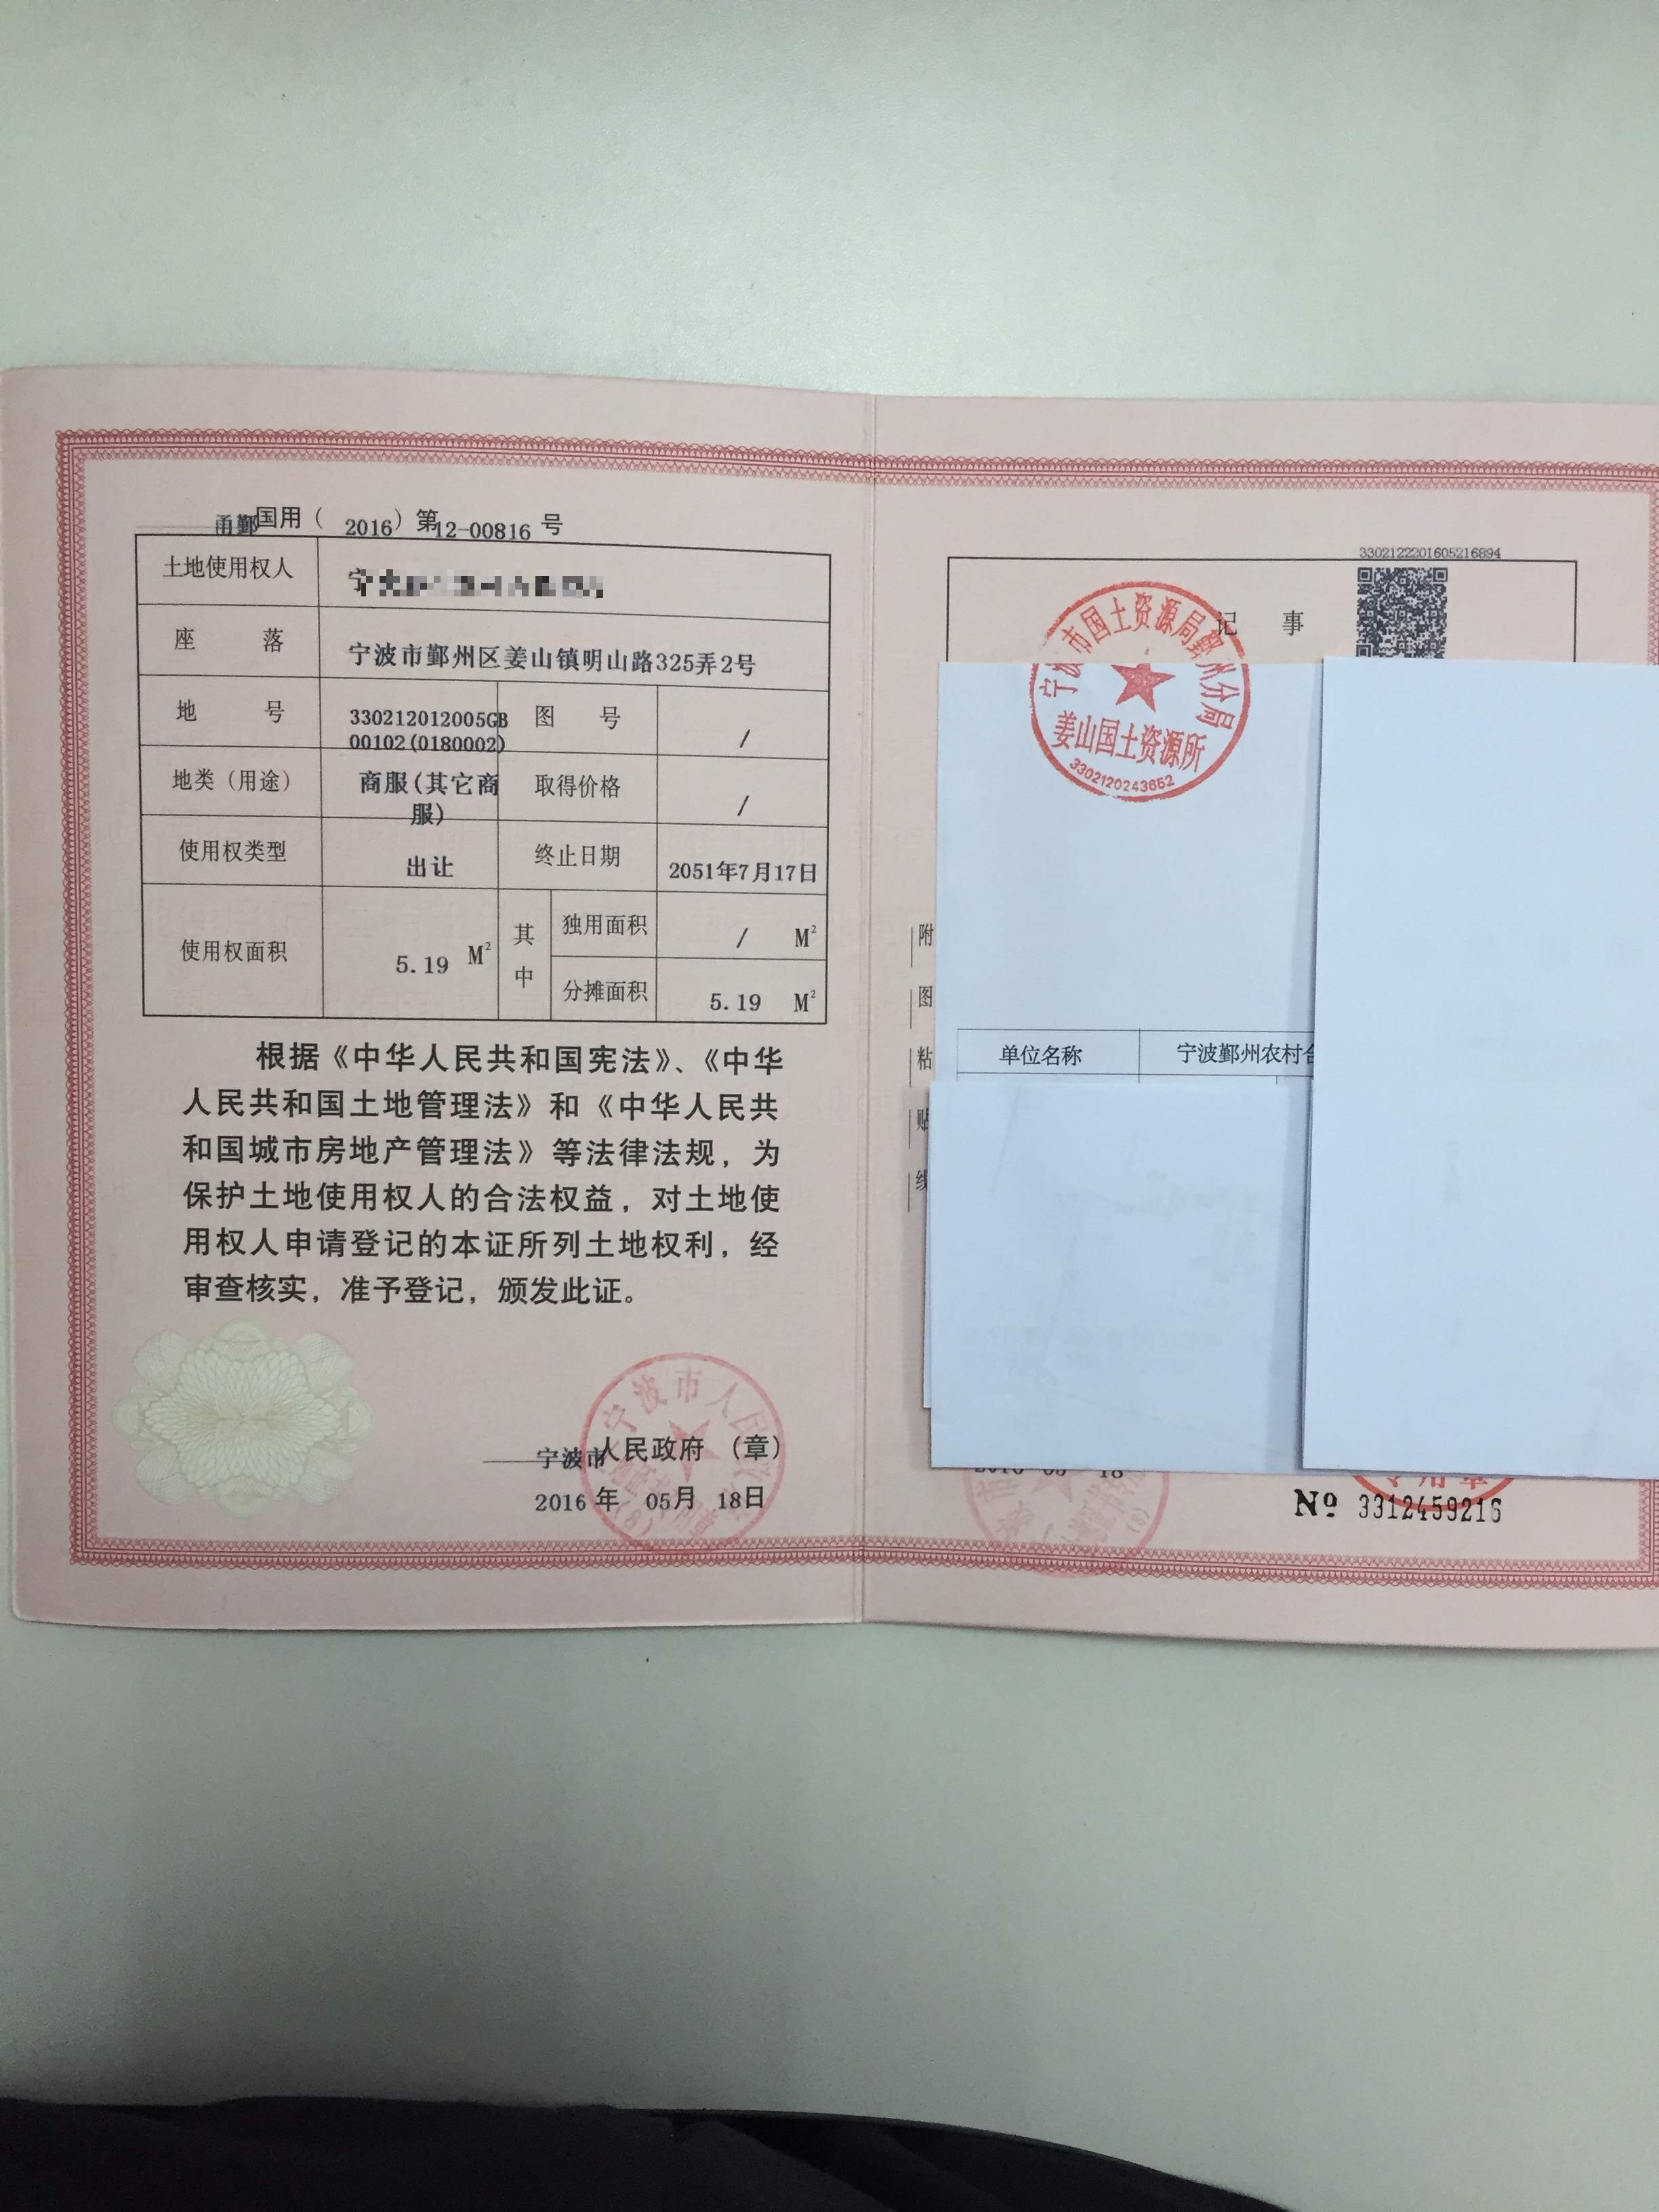 甬鄞国用（2016）第12-00816号
土地使用权人 宁
座落 宁波市鄞州区姜山镇明山路325弄2号
地号 330212012005GB00102(0180002) 图号 /
地类（用途） 商服(其它商服) 取得价格 /
使用权类型 出让 终止日期 2051年7月17日
使用权面积 5.19 M² 其中 独用面积 / M²
分摊面积 5.19 M²
根据《中华人民共和国宪法》、《中华
人民共和国土地管理法》和《中华人民共
和国城市房地产管理法》等法律法规，为
保护土地使用权人的合法权益，对土地使
用权人申请登记的本证所列土地权利，经
审查核实，准予登记，颁发此证。
宁波市人民政府（章）
2016年 05月 18日
宁波市人民
3302122201605216894
记事
宁波市国土资源局鄞州分局
姜山国土资源所
3302120243652
附图粘贴线
单位名称 宁波鄞州农村合
专用章
№ 3312459216